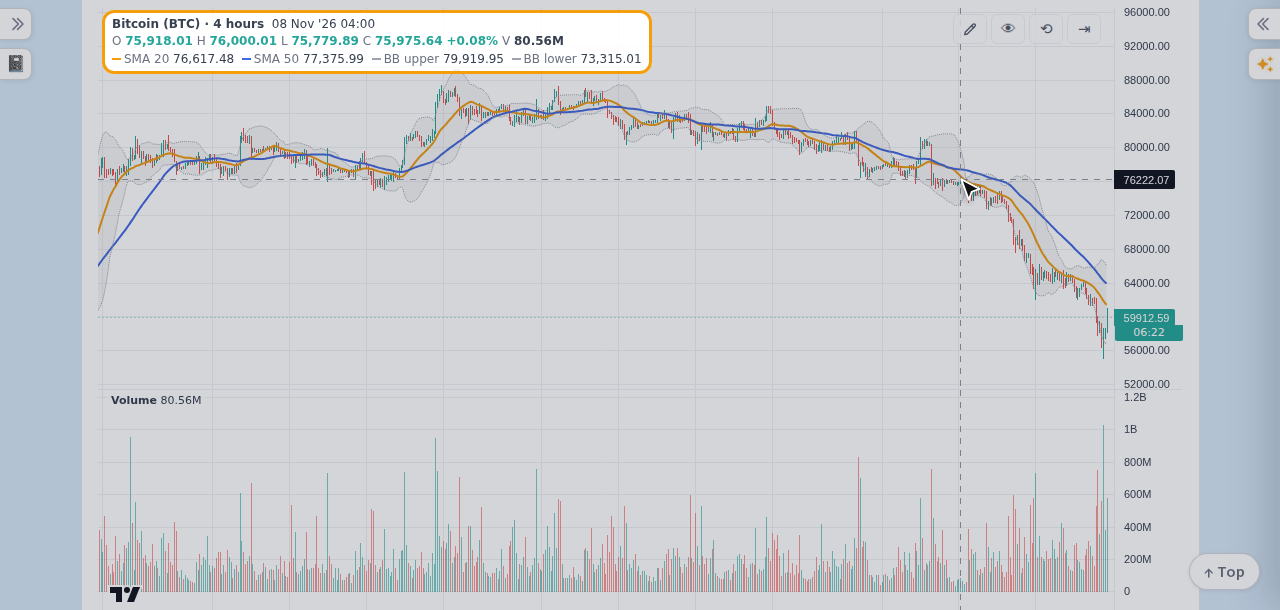 Bitcoin (BTC) · 4 hours 08 Nov '26 04:00
O 75,918.01 H 76,000.01 L 75,779.89 C 75,975.64 +0.08% V 80.56M
SMA 20 76,617.48 SMA 50 77,375.99 BB upper 79,919.95 BB lower 73,315.01
96000.00
92000.00
88000.00
84000.00
80000.00
76222.07
72000.00
68000.00
64000.00
59912.59
06:22
56000.00
52000.00
Volume 80.56M
1.2B
1B
800M
600M
400M
200M
0
↑ Top